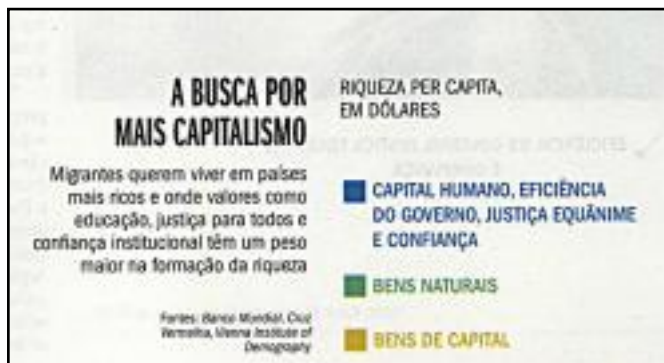 A BUSCA POR
MAIS CAPITALISMO
Migrantes querem viver em países
mais ricos e onde valores como
educação, justiça para todos e
confiança institucional têm um peso
maior na formação da riqueza
Fontes: Banco Mundial, Cruz
Vermelha, Vienna Institute of
Demography
RIQUEZA PER CAPITA,
EM DÓLARES
CAPITAL HUMANO, EFICIÊNCIA
DO GOVERNO, JUSTIÇA EQUÂNIME
E CONFIANÇA
BENS NATURAIS
BENS DE CAPITAL